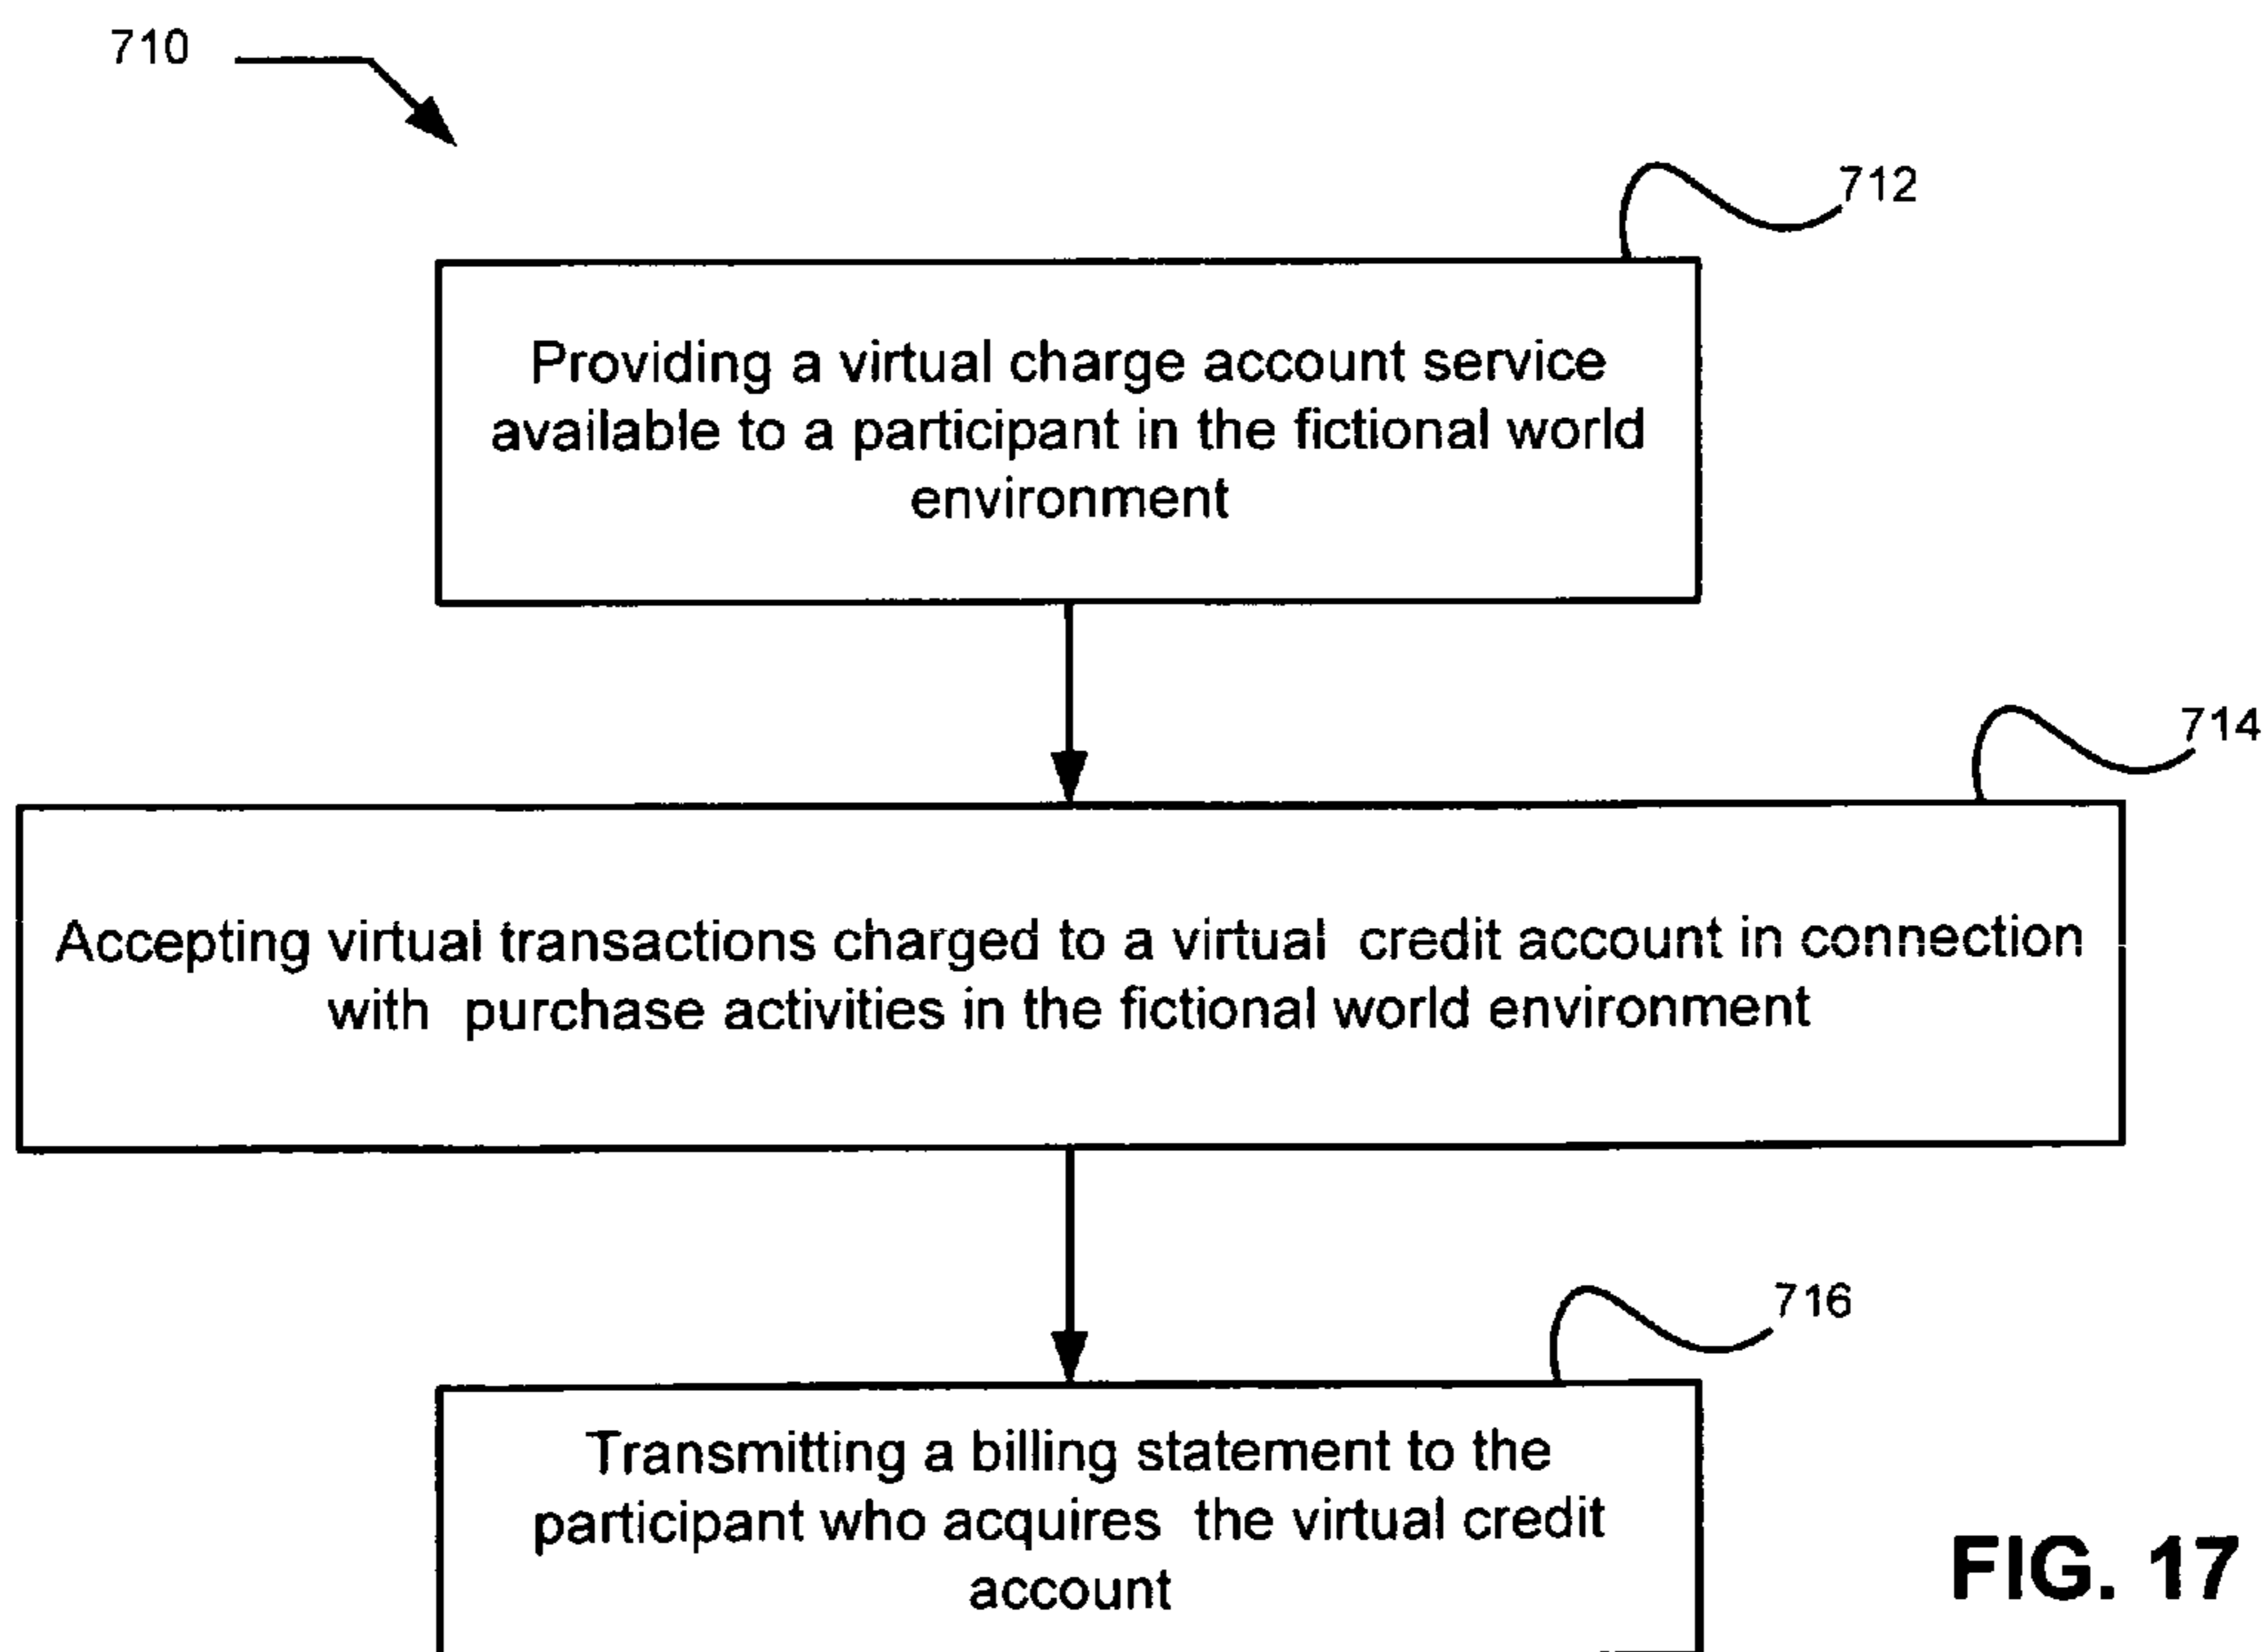 710
712
Providing a virtual charge account service
available to a participant in the fictional world
environment
714
Accepting virtual transactions charged to a virtual credit account in connection
with purchase activities in the fictional world environment
716
Transmitting a billing statement to the
participant who acquires the virtual credit
account
FIG. 17